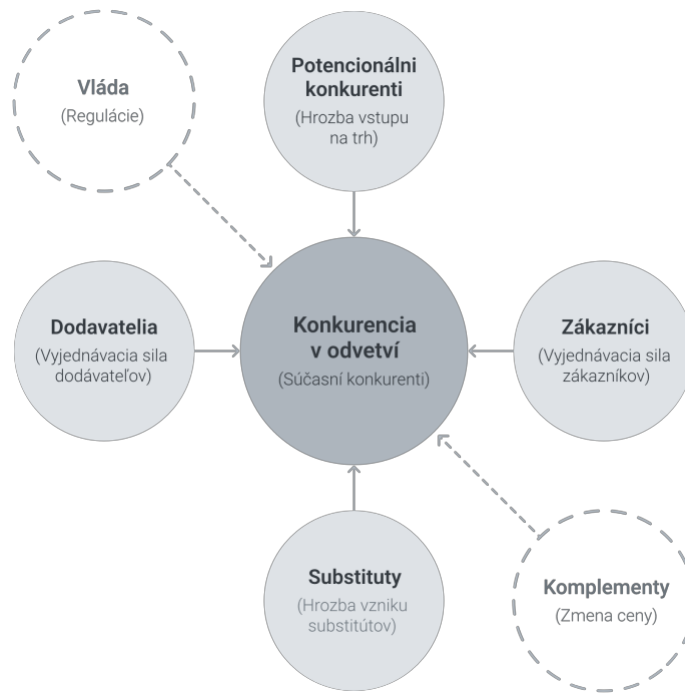 Vláda
(Regulácie)
Potencionálni
konkurenti
(Hrozba vstupu
na trh)
Dodavatelia
(Vyjednávacia sila
dodávateľov)
Konkurencia
v odvetví
(Súčasní konkurenti)
Zákazníci
(Vyjednávacia sila
zákazníkov)
Substituty
(Hrozba vzniku
substitútov)
Komplementy
(Zmena ceny)